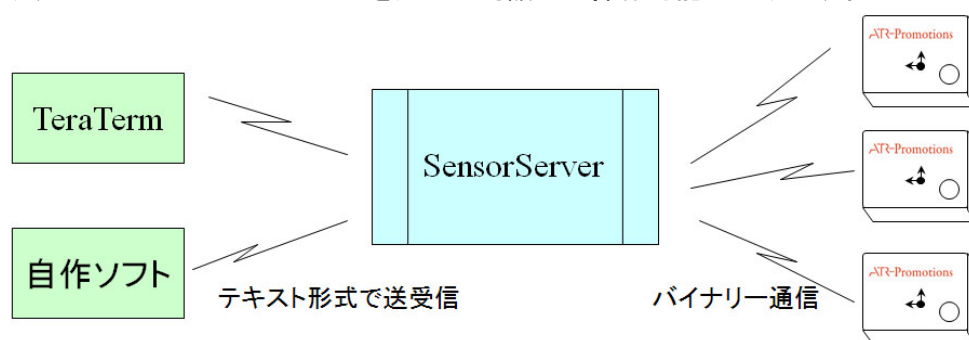 TeraTerm
SensorServer
自作ソフト
テキスト形式で送受信
バイナリー通信
ATR-Promotions
ATR-Promotions
ATR-Promotions